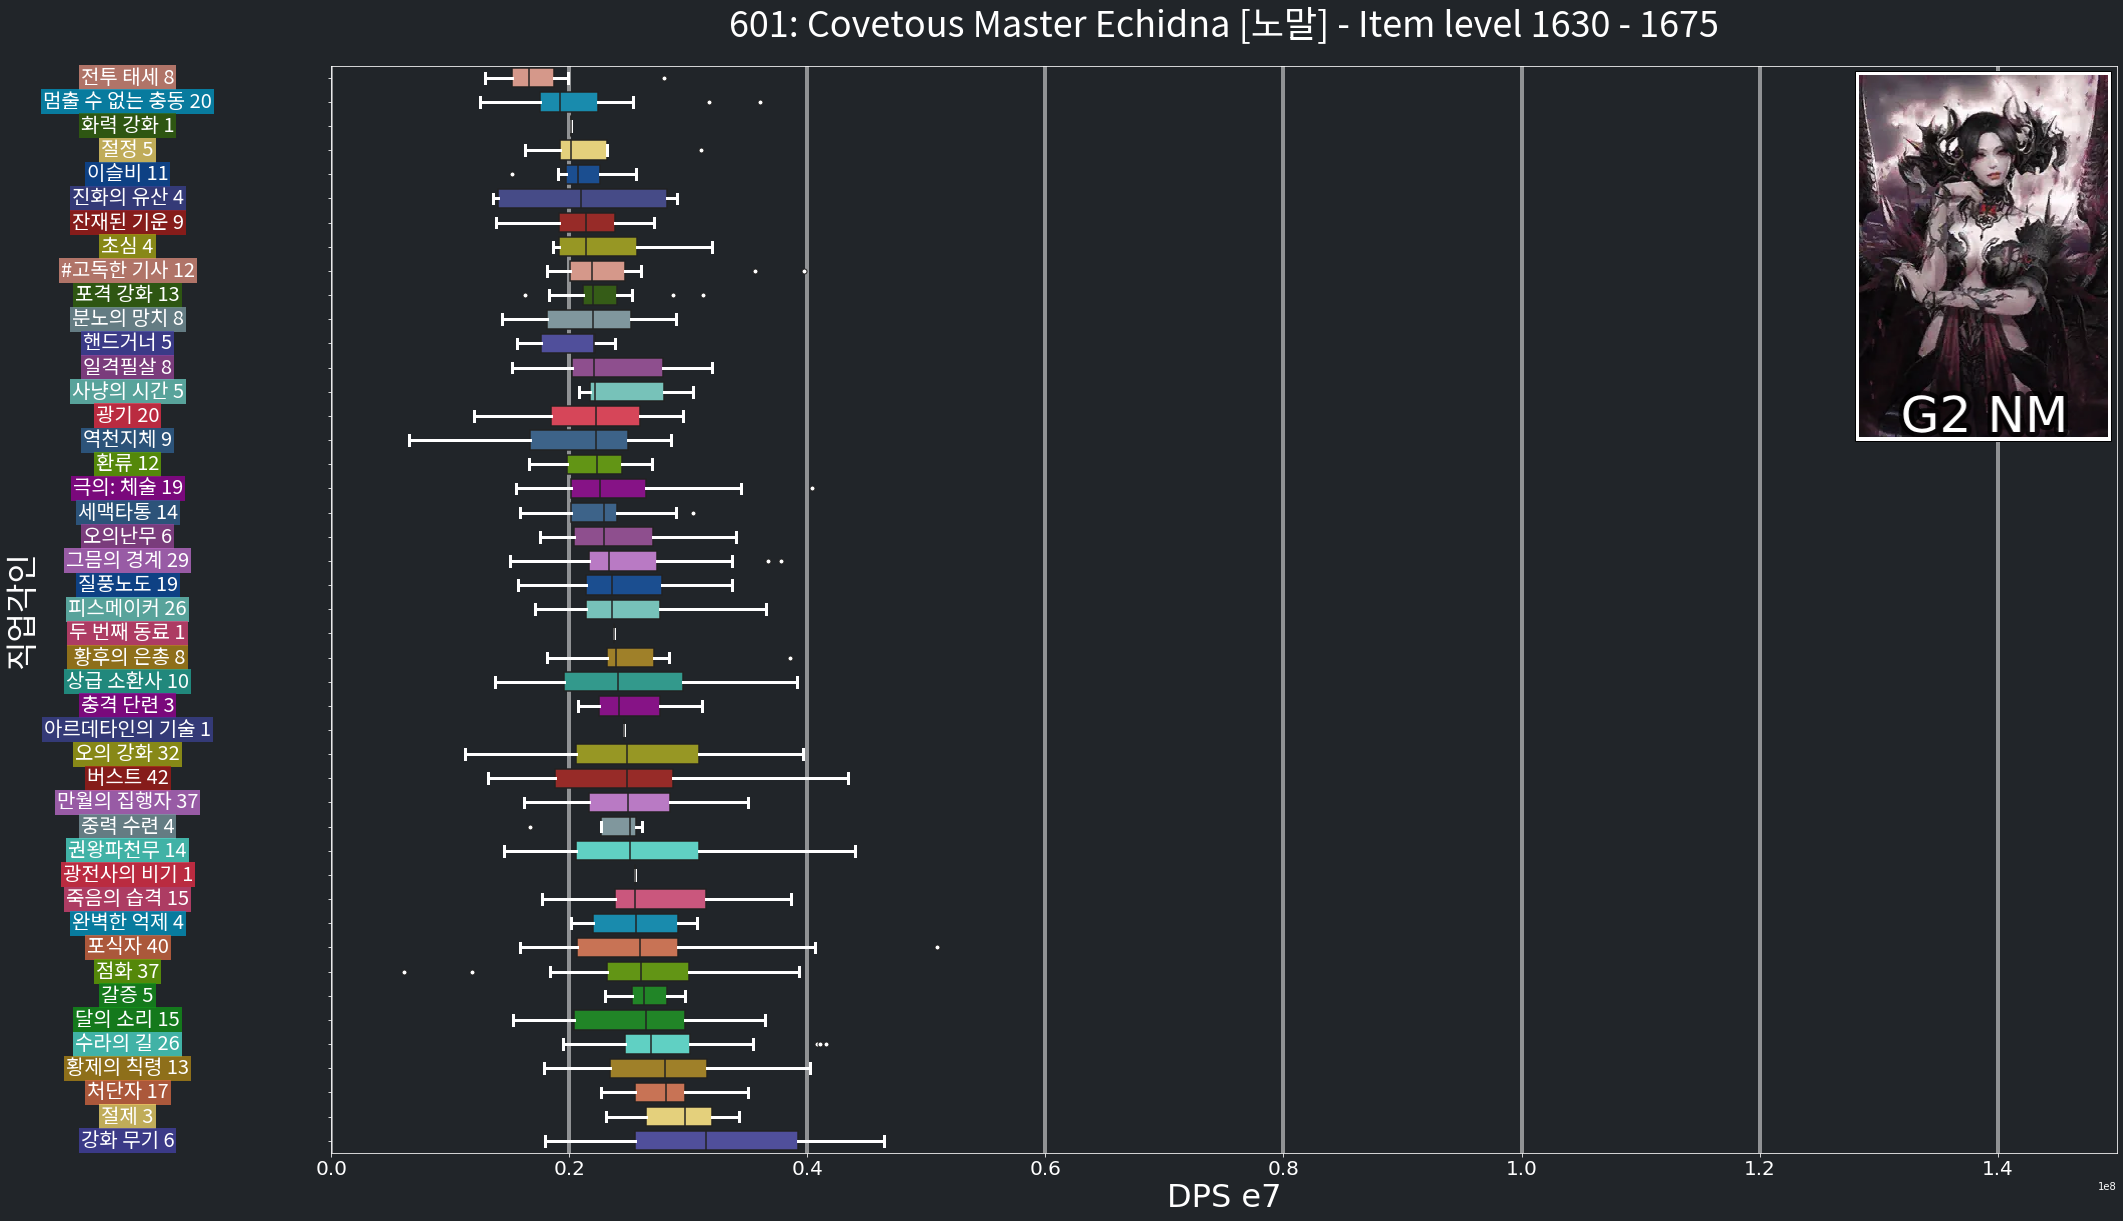 601: Covetous Master Echidna [노말] - Item level 1630 - 1675
전투 태세 8
멈출 수 없는 충동 20
화력 강화 1
절정 5
이슬비 11
진화의 유산 4
잔재된 기운 9
초심 4
#고독한 기사 12
포격 강화 13
분노의 망치 8
핸드거너 5
일격필살 8
사냥의 시간 5
광기 20
역천지체 9
환류 12
극의: 체술 19
세맥타통 14
오의난무 6
그믐의 경계 29
질풍노도 19
피스메이커 26
두 번째 동료 1
황후의 은총 8
상급 소환사 10
충격 단련 3
아르데타인의 기술 1
오의 강화 32
버스트 42
만월의 집행자 37
중력 수련 4
권왕파천무 14
광전사의 비기 1
죽음의 습격 15
완벽한 억제 4
포식자 40
점화 37
갈증 5
달의 소리 15
수라의 길 26
황제의 칙령 13
처단자 17
절제 3
강화 무기 6
직업각인
G2 NM
0.0 0.2 0.4 0.6 0.8 1.0 1.2 1.4
1e8
DPS e7